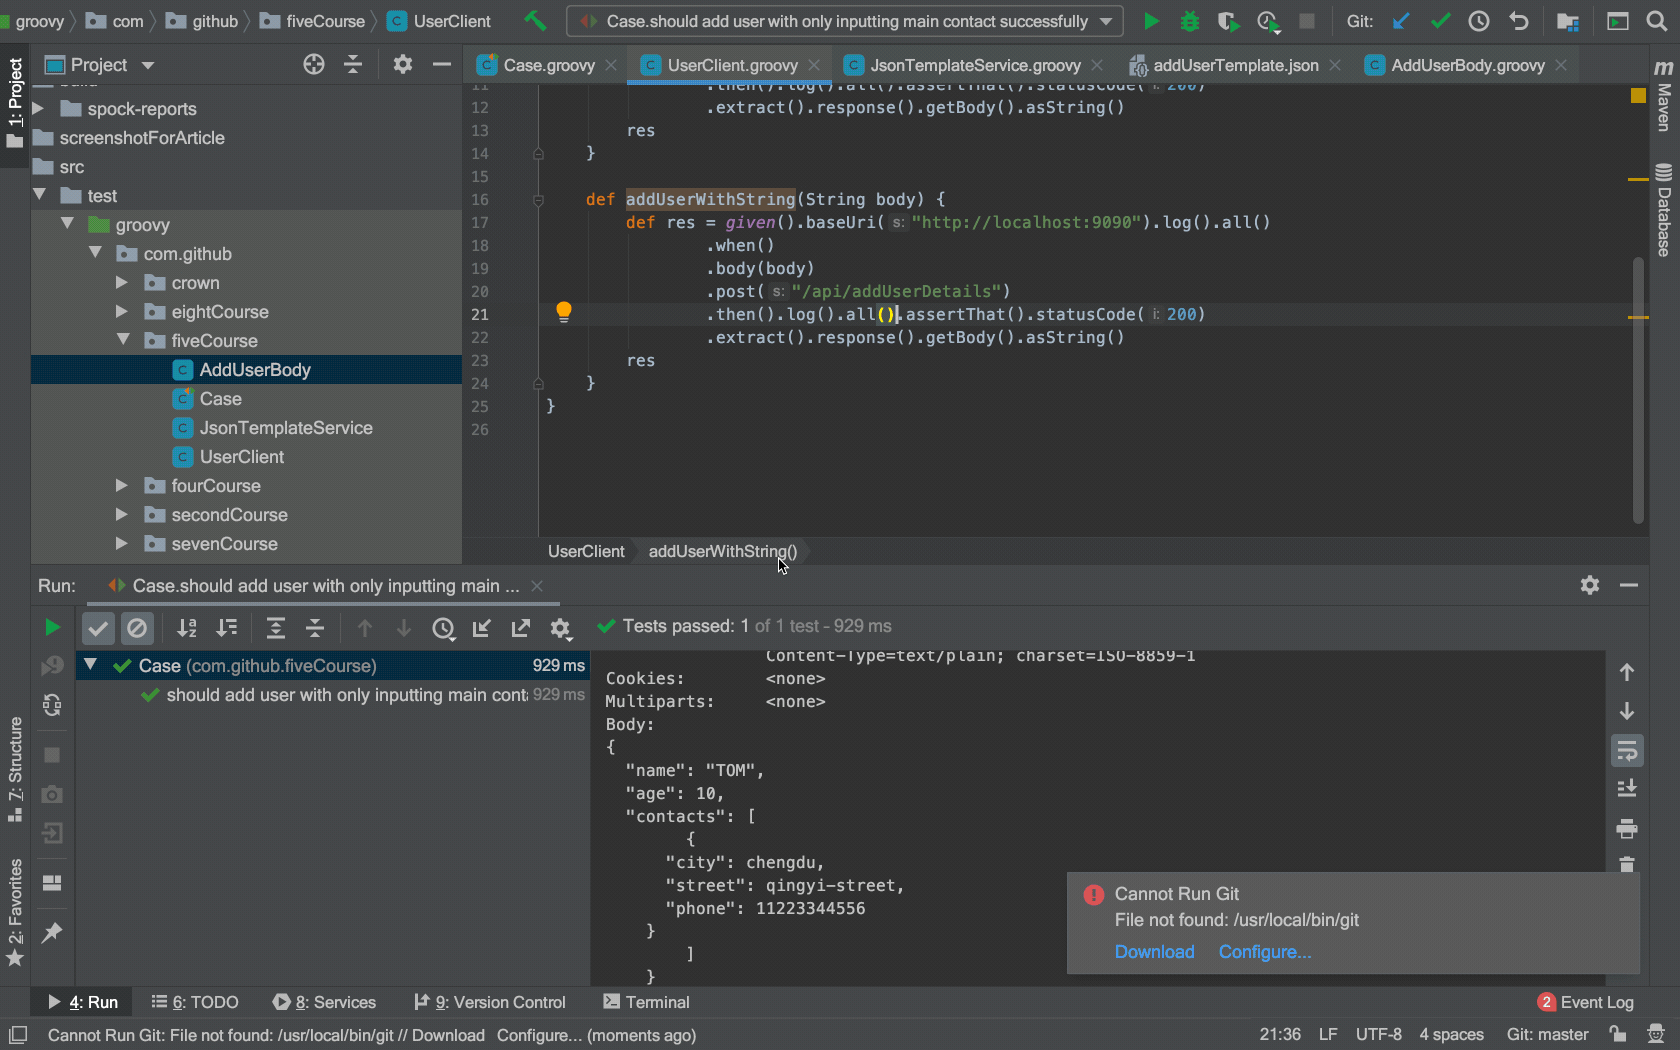 groovy com github fiveCourse UserClient Case.should add user with only inputting main contact successfully Git:
1: Project
Project
Case.groovy UserClient.groovy JsonTemplateService.groovy addUserTemplate.json AddUserBody.groovy
Maven
Database
build
spock-reports
screenshotForArticle
src
test
groovy
com.github
crown
eightCourse
fiveCourse
AddUserBody
Case
JsonTemplateService
UserClient
fourCourse
secondCourse
sevenCourse
11 .then().log().all().assertThat().statusCode( i: 200)
12 .extract().response().getBody().asString()
13 res
14 }
15
16 def addUserWithString(String body) {
17 def res = given().baseUri( s: "http://localhost:9090").log().all()
18 .when()
19 .body(body)
20 .post( s: "/api/addUserDetails")
21 .then().log().all().assertThat().statusCode( i: 200)
22 .extract().response().getBody().asString()
23 res
24 }
25 }
26
UserClient addUserWithString()
Run: Case.should add user with only inputting main ...
Tests passed: 1 of 1 test - 929 ms
Case (com.github.fiveCourse) 929 ms
should add user with only inputting main cont 929 ms
Content-Type=text/plain; charset=ISO-8859-1
Cookies: <none>
Multiparts: <none>
Body:
{
"name": "TOM",
"age": 10,
"contacts": [
{
"city": chengdu,
"street": qingyi-street,
"phone": 11223344556
}
]
}
Cannot Run Git
File not found: /usr/local/bin/git
Download Configure...
7: Structure
2: Favorites
4: Run 6: TODO 8: Services 9: Version Control Terminal 2 Event Log
Cannot Run Git: File not found: /usr/local/bin/git // Download Configure... (moments ago) 21:36 LF UTF-8 4 spaces Git: master